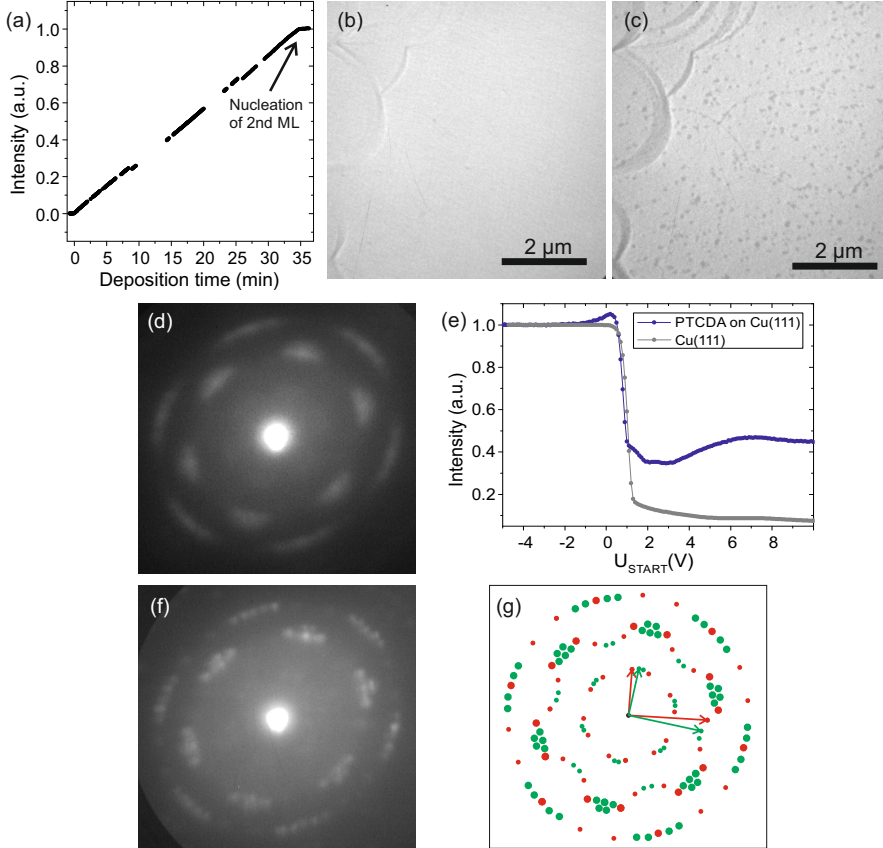 (a)
1.0
0.8
0.6
0.4
0.2
0.0
Intensity (a.u.)
Nucleation
of 2nd ML
0 5 10 15 20 25 30 35
Deposition time (min)
(b)
2 µm
(c)
2 µm
(d)
(e)
1.0
0.8
0.6
0.4
0.2
Intensity (a.u.)
PTCDA on Cu(111)
Cu(111)
-4 -2 0 2 4 6 8
U_START(V)
(f)
(g)